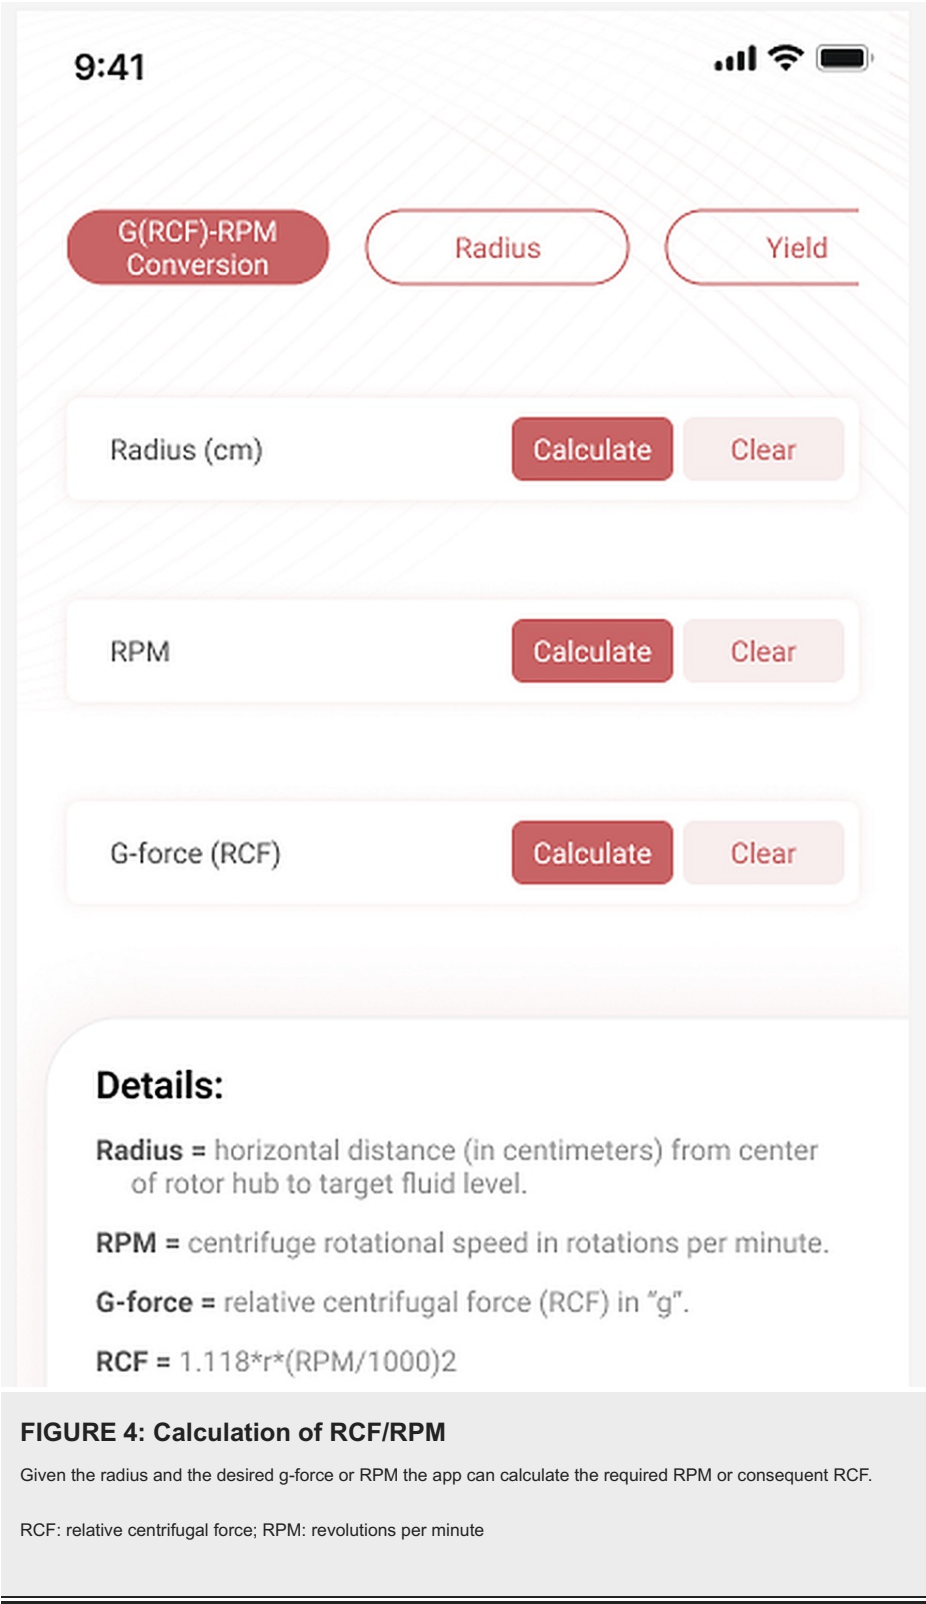 9:41
G(RCF)-RPM
Conversion
Radius
Yield
Radius (cm)
Calculate
Clear
RPM
Calculate
Clear
G-force (RCF)
Calculate
Clear
Details:
Radius = horizontal distance (in centimeters) from center
of rotor hub to target fluid level.
RPM = centrifuge rotational speed in rotations per minute.
G-force = relative centrifugal force (RCF) in “g”.
RCF = 1.118*r*(RPM/1000)2
FIGURE 4: Calculation of RCF/RPM
Given the radius and the desired g-force or RPM the app can calculate the required RPM or consequent RCF.
RCF: relative centrifugal force; RPM: revolutions per minute